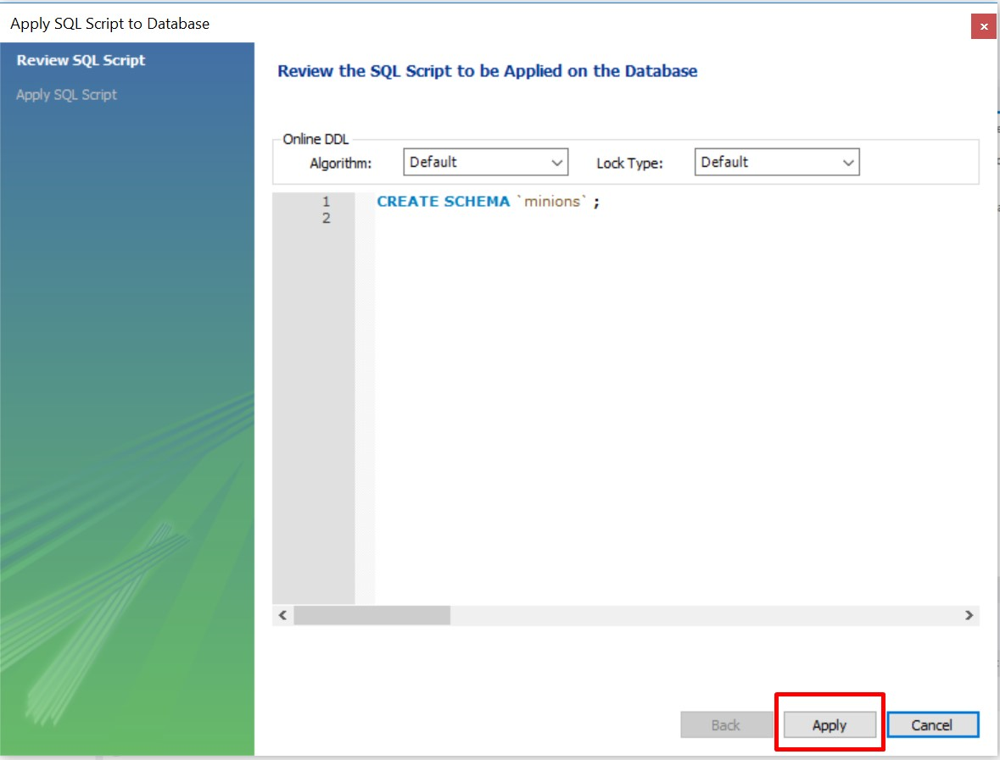 Apply SQL Script to Database
Review SQL Script
Apply SQL Script
Review the SQL Script to be Applied on the Database
Online DDL
Algorithm: Default Lock Type: Default
1 CREATE SCHEMA `minions` ;
2
Back Apply Cancel